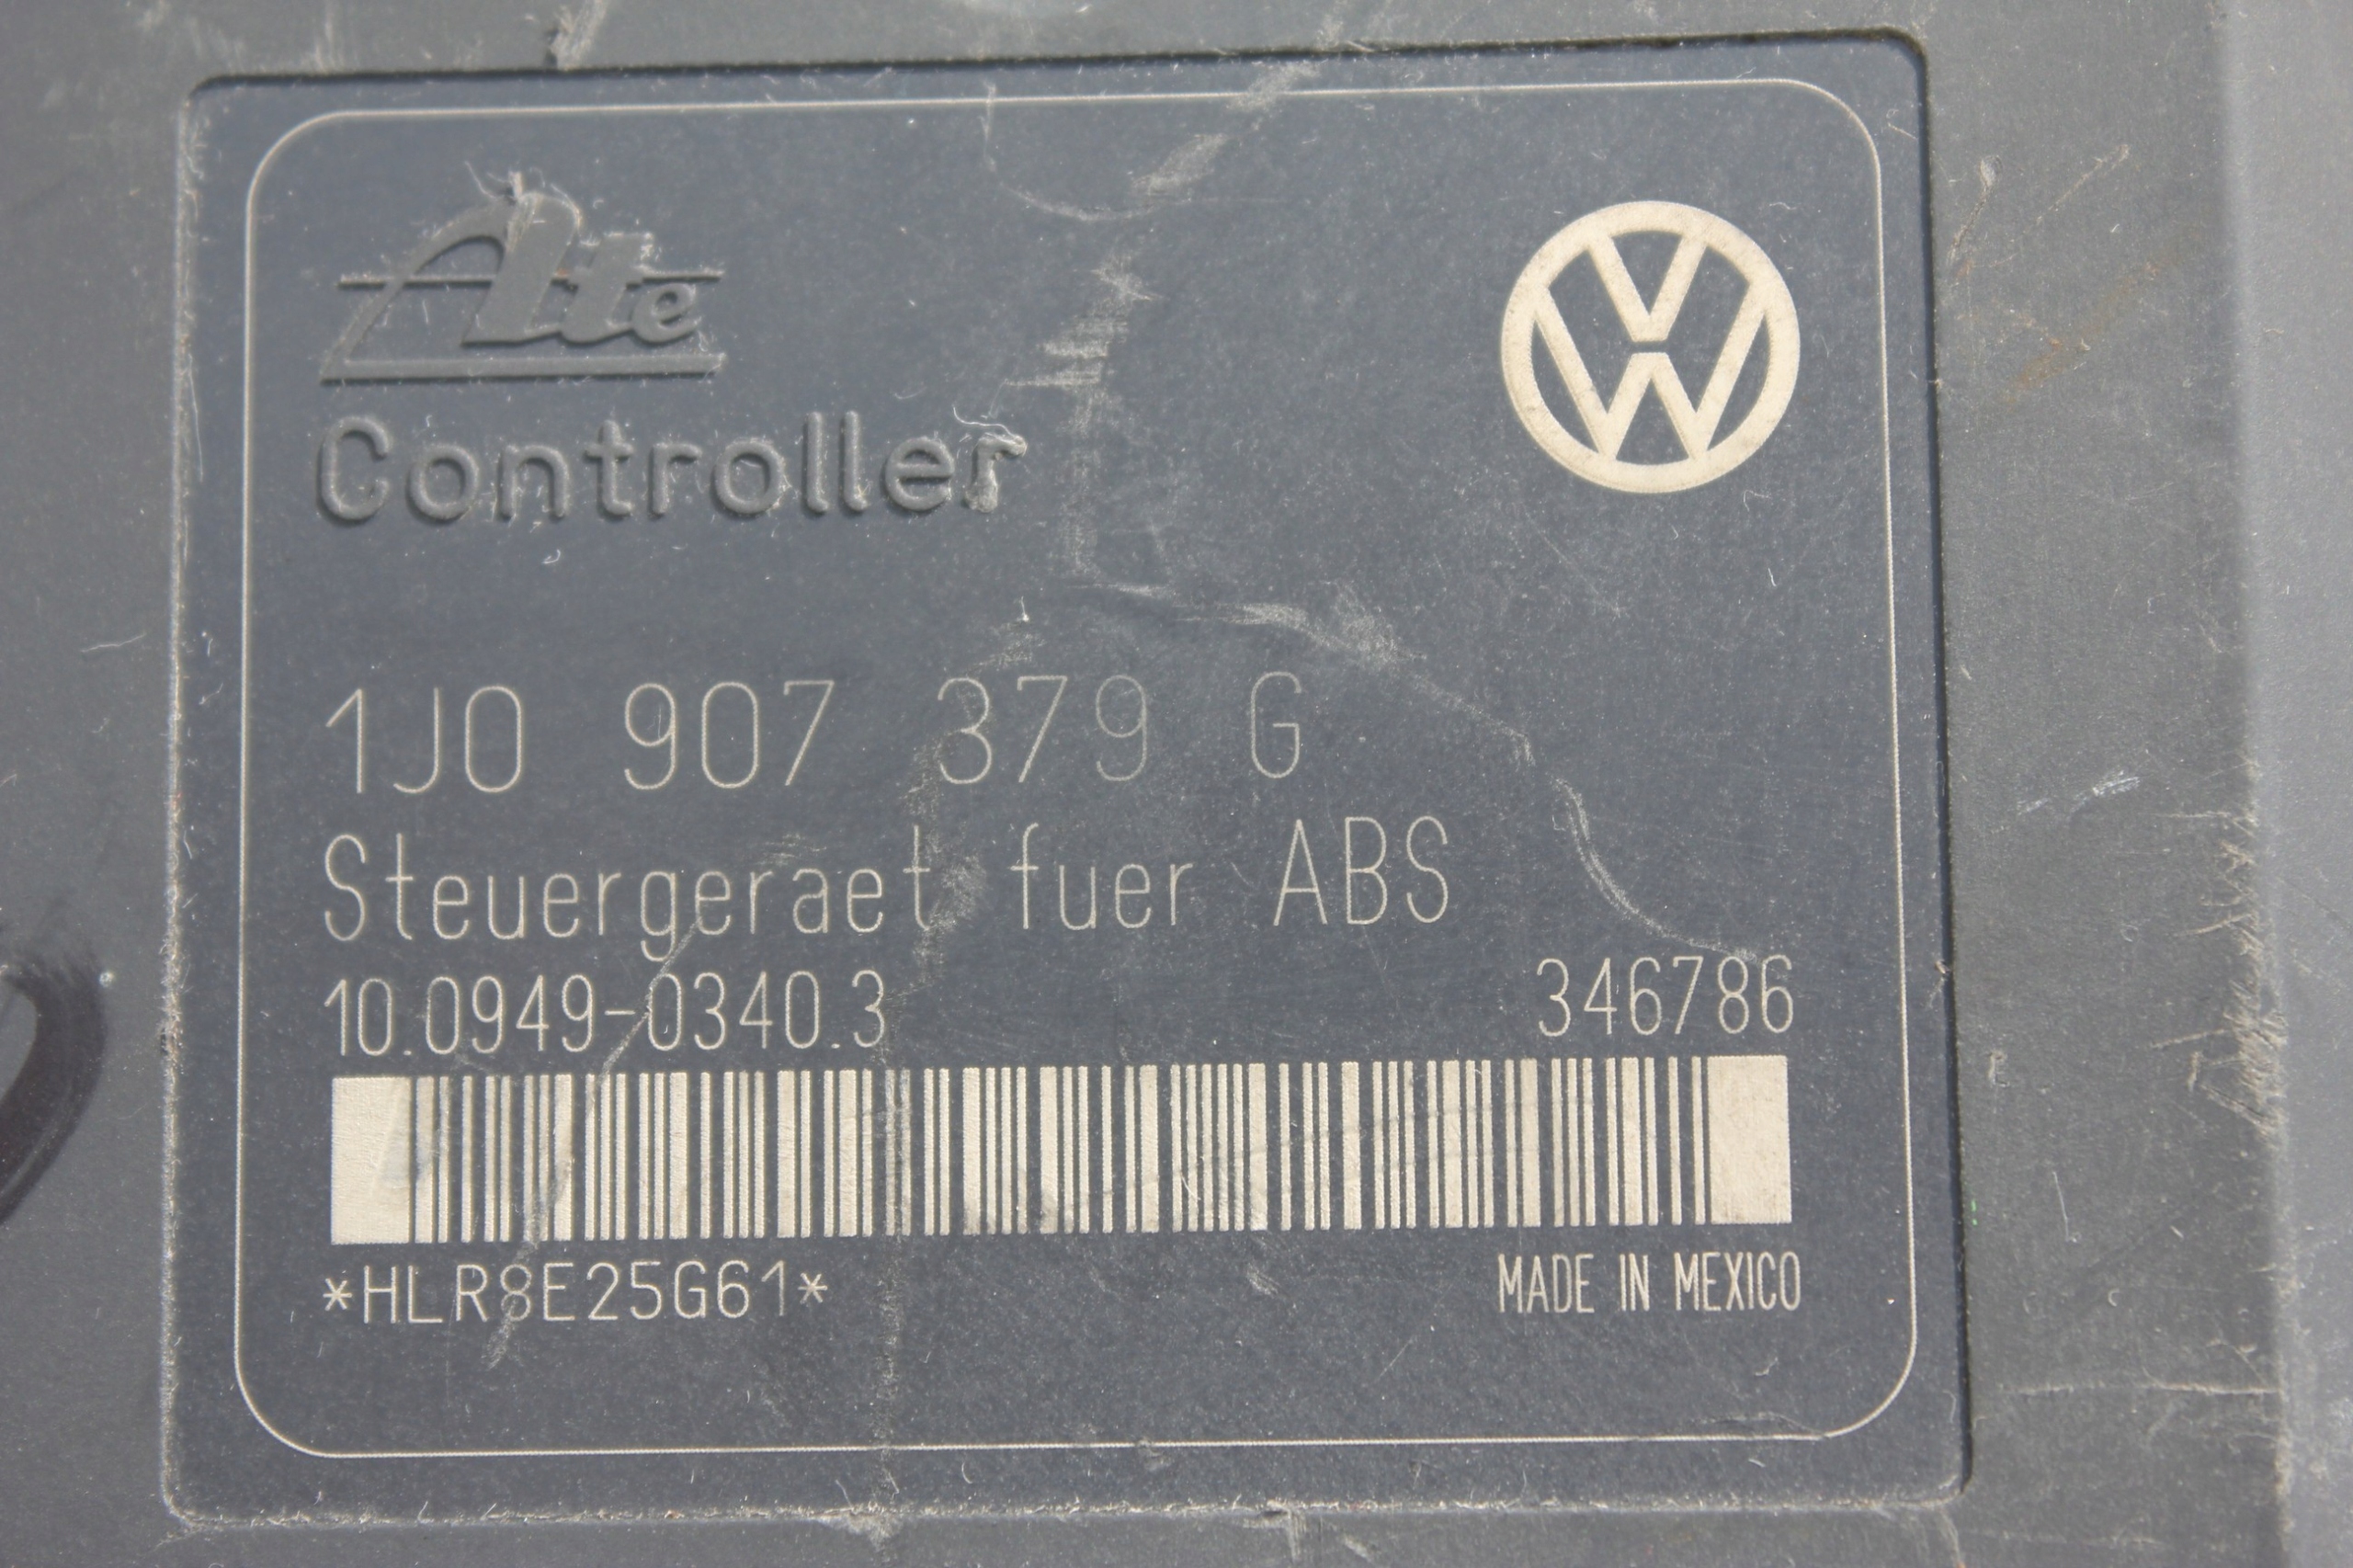 Ate
Controller
1J0 907 379 G
Steuergeraet fuer ABS
10.0949-0340.3 346786
*HLR8E25G61* MADE IN MEXICO